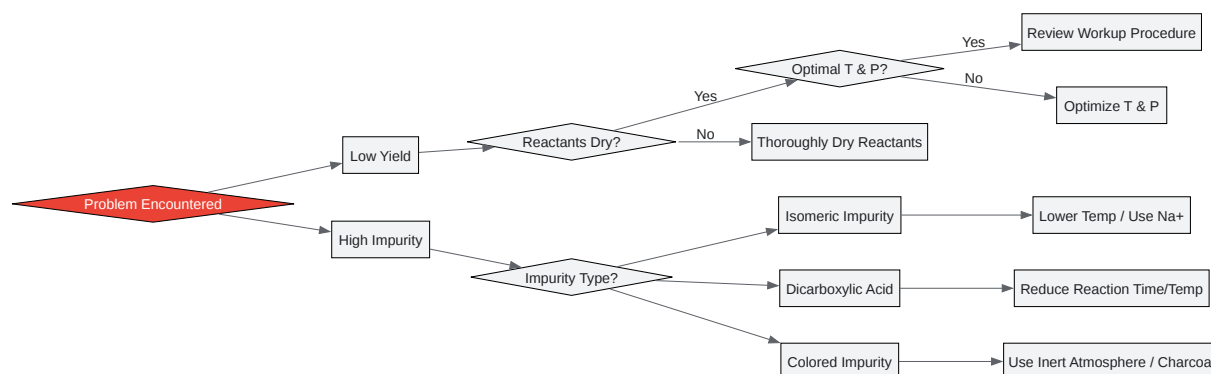 Problem Encountered
Low Yield
High Impurity
Reactants Dry?
Impurity Type?
Yes
No
Optimal T & P?
Thoroughly Dry Reactants
Isomeric Impurity
Dicarboxylic Acid
Colored Impurity
Yes
No
Review Workup Procedure
Optimize T & P
Lower Temp / Use Na+
Reduce Reaction Time/Temp
Use Inert Atmosphere / Charcoa